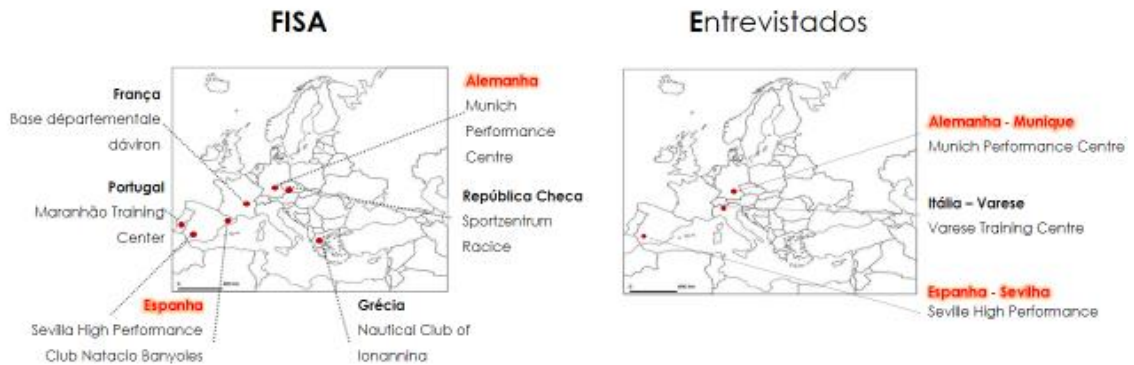 FISA
França
Base départementale
dáviron
Portugal
Maranhão Training
Center
Espanha
Sevilla High Performance
Club Natacio Banyoles
Alemanha
Munich
Performance
Centre
República Checa
Sportzentrum
Racice
Grécia
Nautical Club of
Ionannina
Entrevistados
Alemanha - Munique
Munich Performance Centre
Itália – Varese
Varese Training Centre
Espanha - Sevilha
Seville High Performance